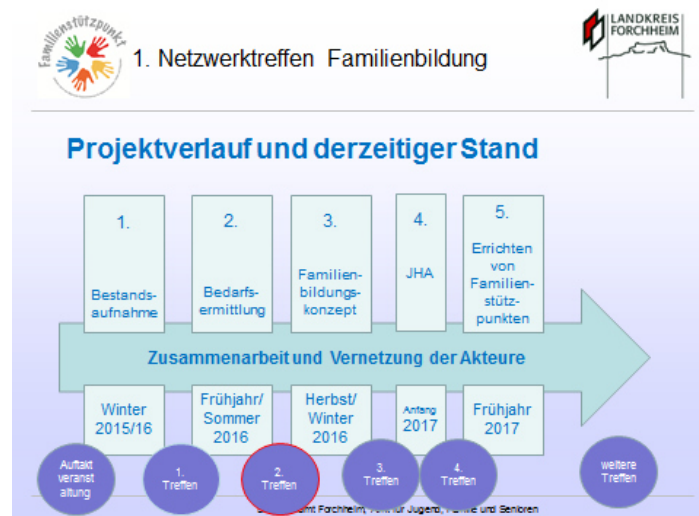 Familienstützpunkt
1. Netzwerktreffen Familienbildung
LANDKREIS
FORCHHEIM
Projektverlauf und derzeitiger Stand
1.
Bestands-
aufnahme
2.
Bedarfs-
ermittlung
3.
Familien-
bildungs-
konzept
4.
JHA
5.
Errichten
von
Familien-
stütz-
punkten
Zusammenarbeit und Vernetzung der Akteure
Winter
2015/16
Frühjahr/
Sommer
2016
Herbst/
Winter
2016
Anfang
2017
Frühjahr
2017
Auftakt
veranst
altung
1.
Treffen
2.
Treffen
3.
Treffen
4.
Treffen
weitere
Treffen
Forchheim, für Jugend, und Senioren